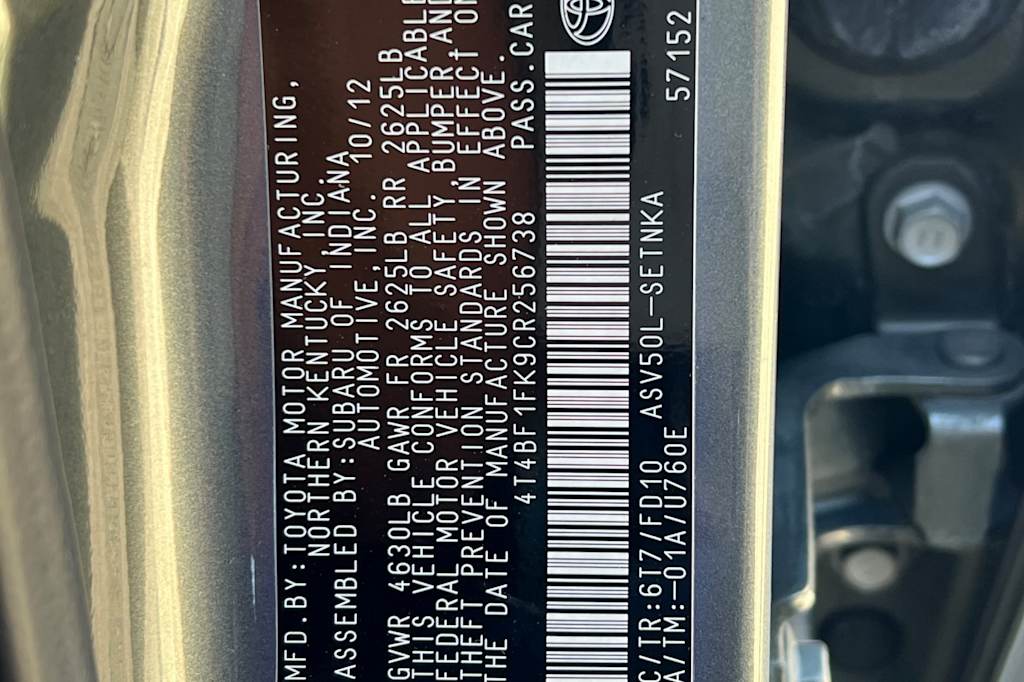 MFD.BY:TOYOTA MOTOR MANUFACTURING,
NORTHERN KENTUCKY, INC.
ASSEMBLED BY:SUBARU OF INDIANA
AUTOMOTIVE, INC. 10/12
GVWR 4630LB GAWR FR 2625LB RR 2625LB
THIS VEHICLE CONFORMS TO ALL APPLICABLE
FEDERAL MOTOR VEHICLE SAFETY, BUMPER AND
THEFT PREVENTION STANDARDS IN EFFECT ON
THE DATE OF MANUFACTURE SHOWN ABOVE.
4T4BF1FK9CR256738 PASS.CAR
C/TR:6T7/FD10 ASV50L-SETNKA
A/TM:-01A/U760E 57152